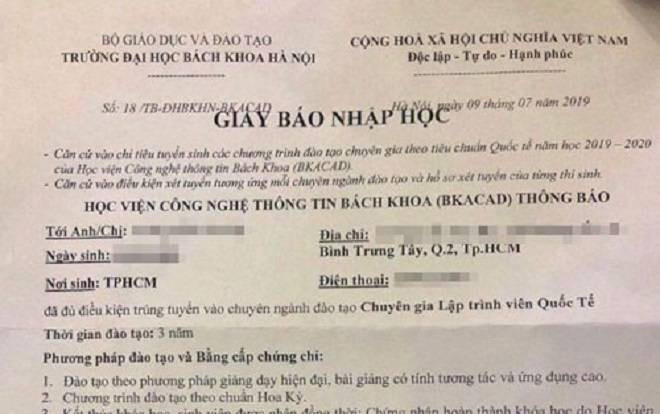 BỘ GIÁO DỤC VÀ ĐÀO TẠO
TRƯỜNG ĐẠI HỌC BÁCH KHOA HÀ NỘI
CỘNG HOÀ XÃ HỘI CHỦ NGHĨA VIỆT NAM
Độc lập - Tự do - Hạnh phúc
Số: 18 /TB-ĐHBKHN-BKACAD
Hà Nội, ngày 09 tháng 07 năm 2019
GIẤY BÁO NHẬP HỌC
- Căn cứ vào chỉ tiêu tuyển sinh các chương trình đào tạo chuyên gia theo tiêu chuẩn Quốc tế năm học 2019 – 2020
của Học viện Công nghệ thông tin Bách Khoa (BKACAD).
- Căn cứ vào điều kiện xét tuyển tương ứng mỗi chuyên ngành đào tạo và hồ sơ xét tuyển của từng thí sinh.
HỌC VIỆN CÔNG NGHỆ THÔNG TIN BÁCH KHOA (BKACAD) THÔNG BÁO
Tới Anh/Chị:
Địa chỉ:
Ngày sinh:
Bình Trưng Tây, Q.2, Tp.HCM
Nơi sinh: TPHCM
Điện thoại:
đã đủ điều kiện trúng tuyển vào chuyên ngành đào tạo Chuyên gia Lập trình viên Quốc Tế
Thời gian đào tạo: 3 năm
Phương pháp đào tạo và Bằng cấp chứng chỉ:
1. Đào tạo theo phương pháp giảng dạy hiện đại, bài giảng có tính tương tác và ứng dụng cao.
2. Chương trình đào tạo theo chuẩn Hoa Kỳ.